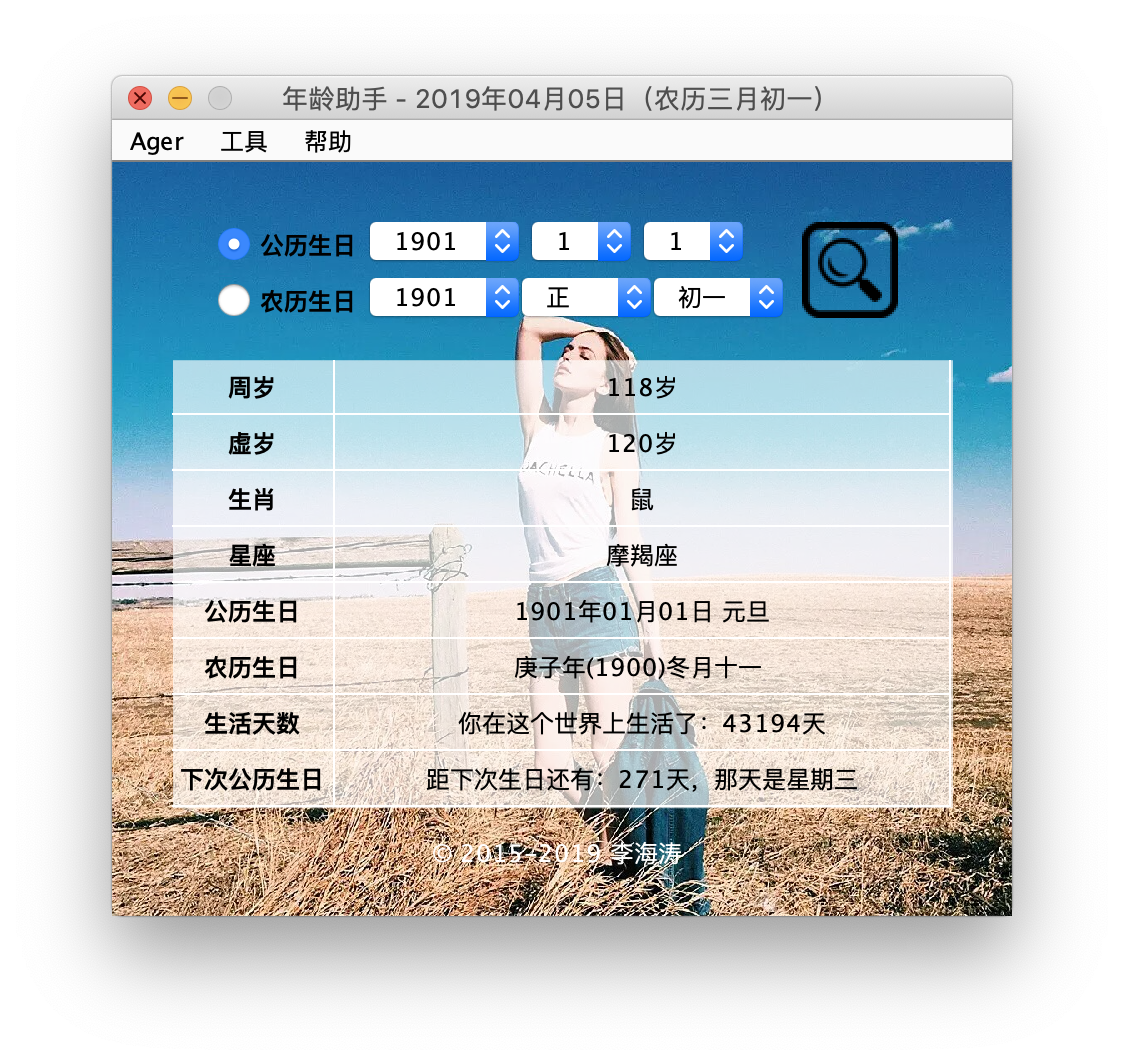 年龄助手 - 2019年04月05日（农历三月初一）
Ager 工具 帮助
公历生日 1901 1 1
农历生日 1901 正 初一
周岁 118岁
虚岁 120岁
生肖 鼠
星座 摩羯座
公历生日 1901年01月01日 元旦
农历生日 庚子年(1900)冬月十一
生活天数 你在这个世界上生活了：43194天
下次公历生日 距下次生日还有：271天，那天是星期三
© 2015-2019 李海涛